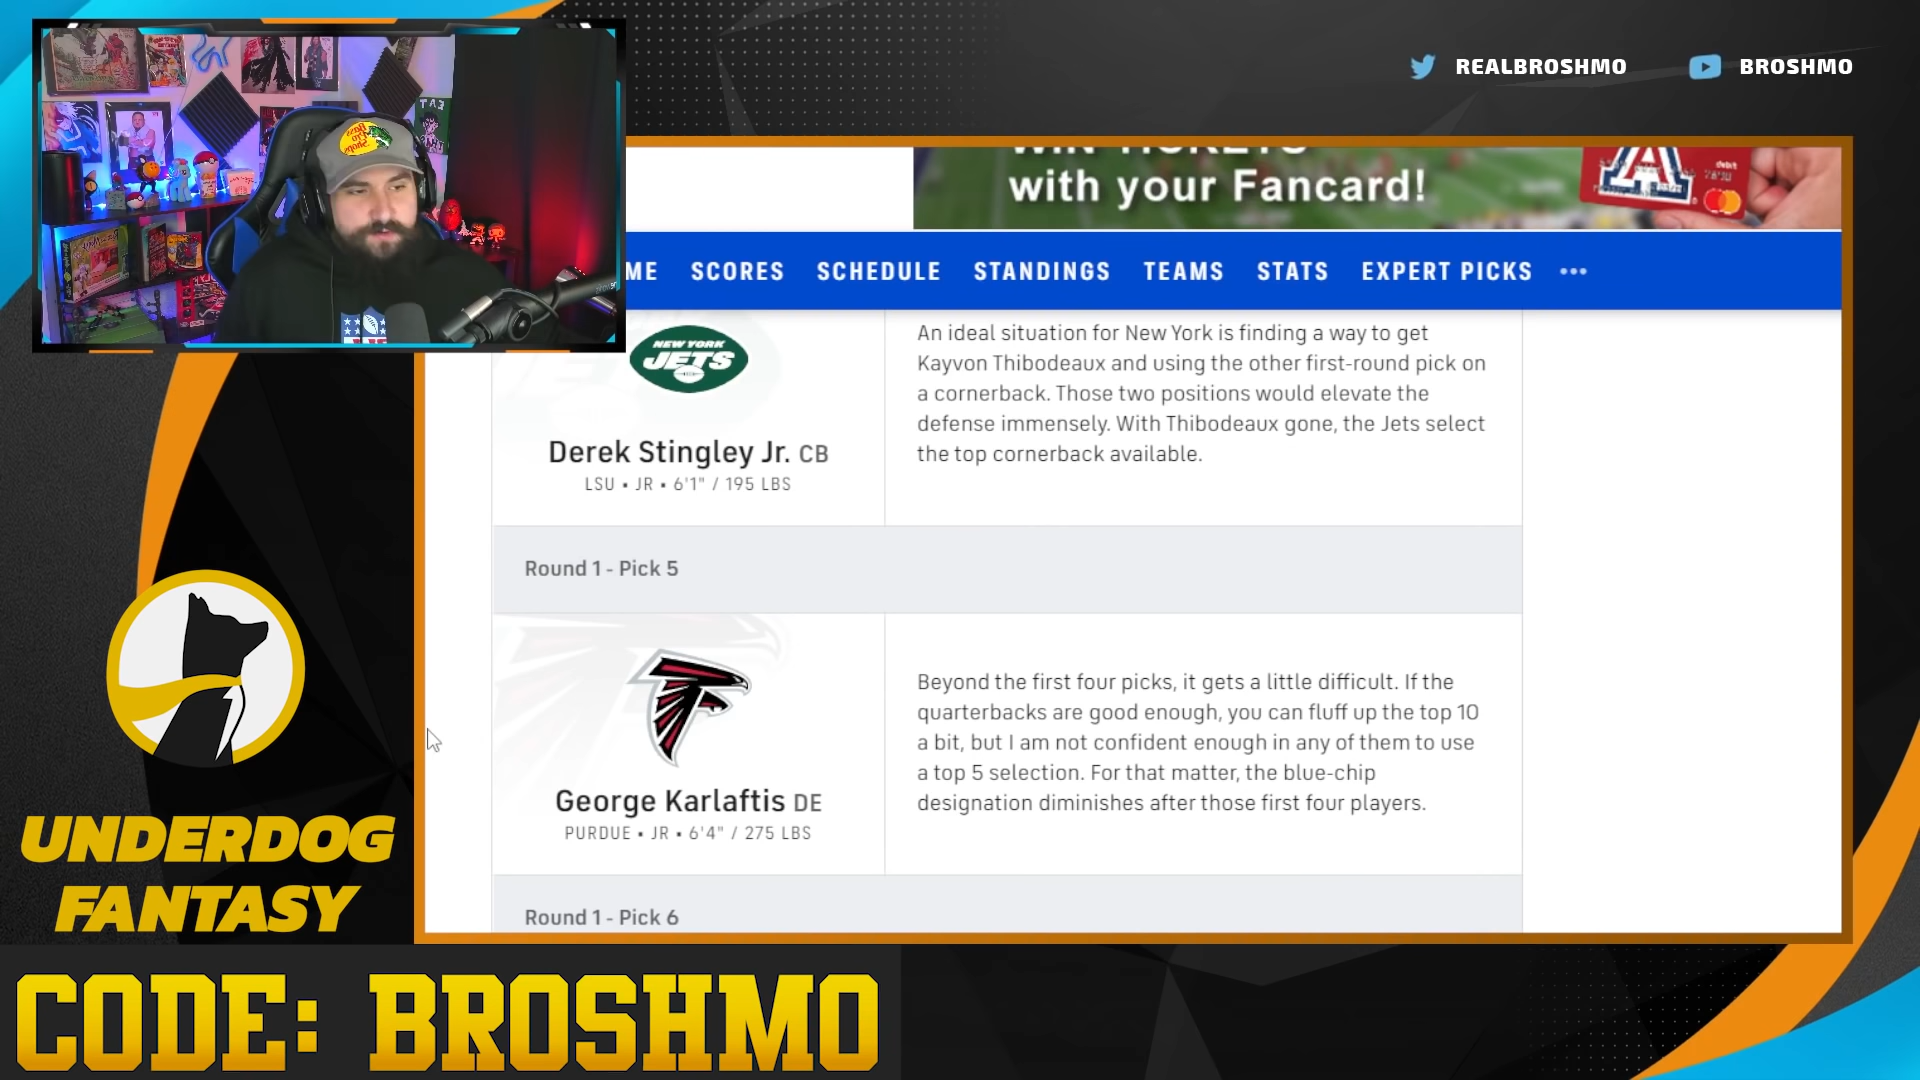 REALBROSHMO
BROSHMO
with your Fancard!
debit
ME SCORES SCHEDULE STANDINGS TEAMS STATS EXPERT PICKS •••
NEW YORK
JETS
Derek Stingley Jr. CB
LSU • JR • 6'1" / 195 LBS
An ideal situation for New York is finding a way to get
Kayvon Thibodeaux and using the other first-round pick on
a cornerback. Those two positions would elevate the
defense immensely. With Thibodeaux gone, the Jets select
the top cornerback available.
Round 1 - Pick 5
George Karlaftis DE
PURDUE • JR • 6'4" / 275 LBS
Beyond the first four picks, it gets a little difficult. If the
quarterbacks are good enough, you can fluff up the top 10
a bit, but I am not confident enough in any of them to use
a top 5 selection. For that matter, the blue-chip
designation diminishes after those first four players.
Round 1 - Pick 6
UNDERDOG
FANTASY
CODE: BROSHMO